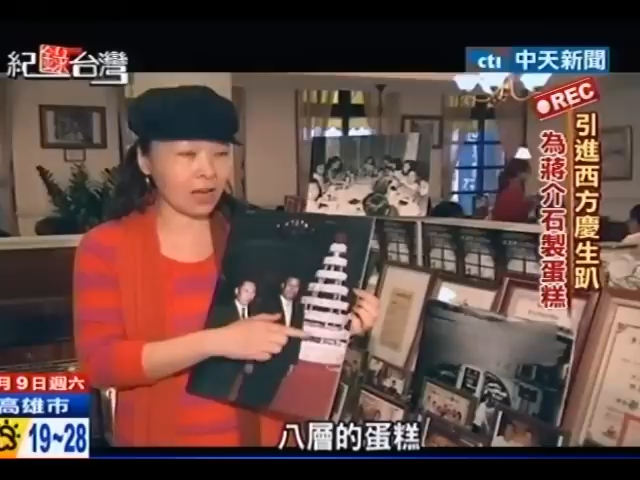 紀錄台灣
cti 中天新聞
REC
引進西方慶生趴
為蔣介石製蛋糕
月9日週六
高雄市
19~28
八層的蛋糕